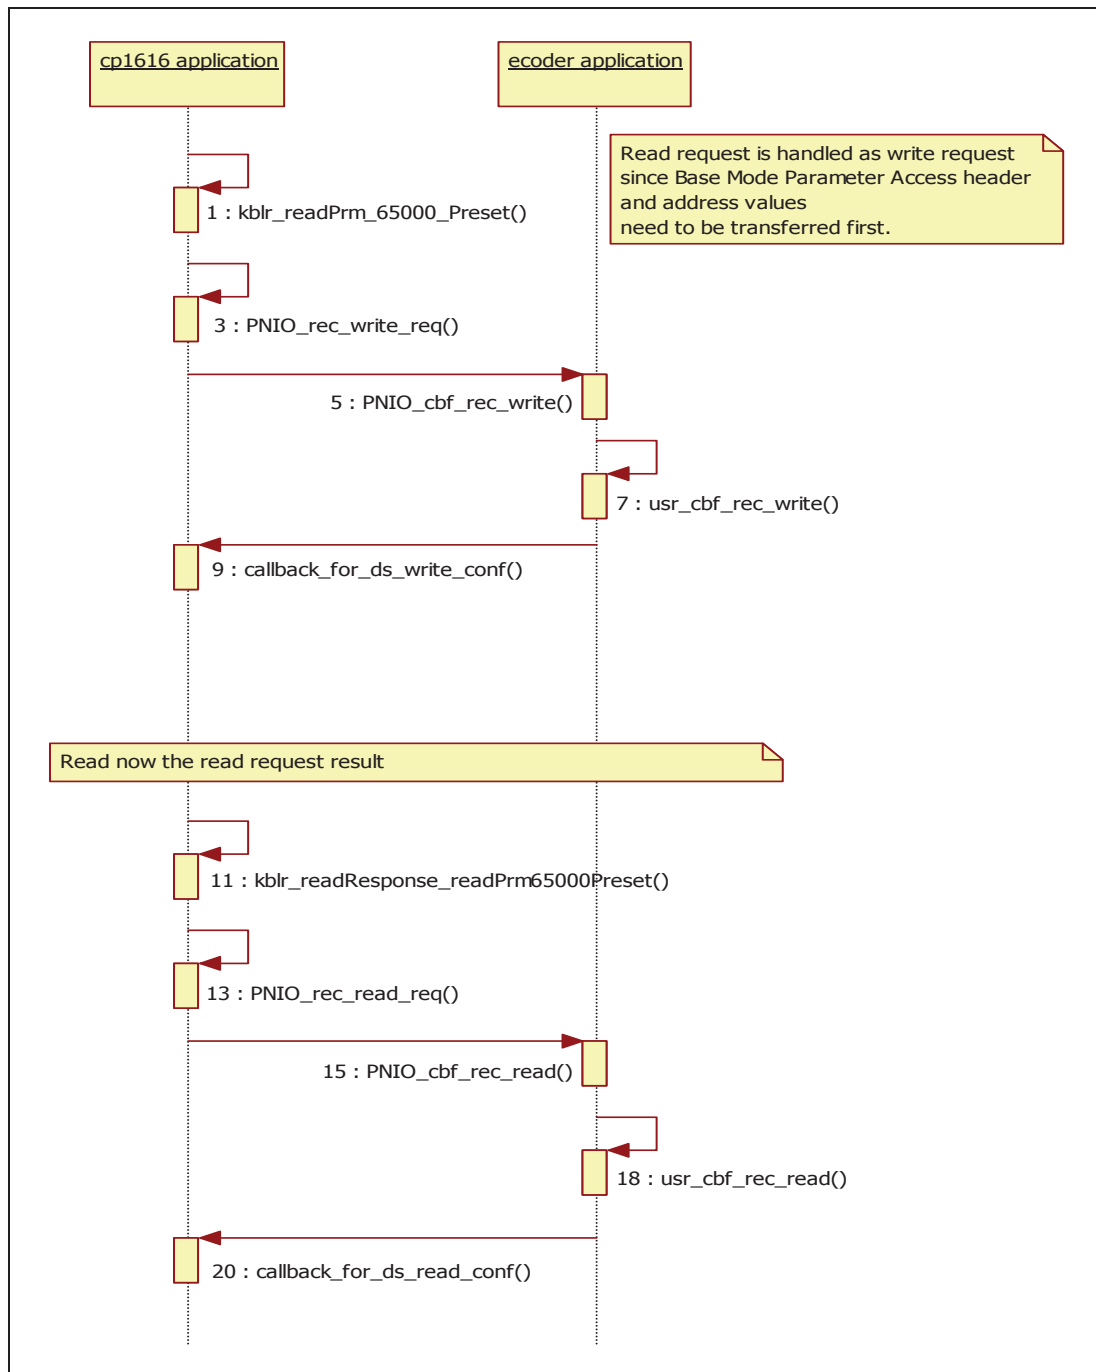 cp1616 application
ecoder application
Read request is handled as write request
since Base Mode Parameter Access header
and address values
need to be transferred first.
1 : kblr_readPrm_65000_Preset()
3 : PNIO_rec_write_req()
5 : PNIO_cbf_rec_write()
7 : usr_cbf_rec_write()
9 : callback_for_ds_write_conf()
Read now the read request result
11 : kblr_readResponse_readPrm65000Preset()
13 : PNIO_rec_read_req()
15 : PNIO_cbf_rec_read()
18 : usr_cbf_rec_read()
20 : callback_for_ds_read_conf()